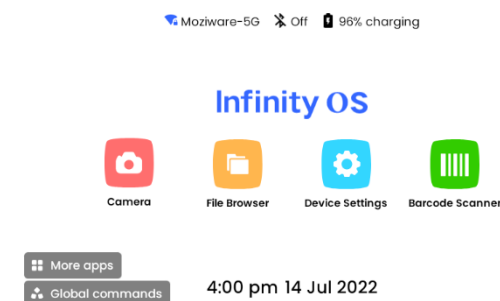 Moziware-5G Off 96% charging
Infinity OS
Camera File Browser Device Settings Barcode Scanner
More apps
Global commands
4:00 pm 14 Jul 2022